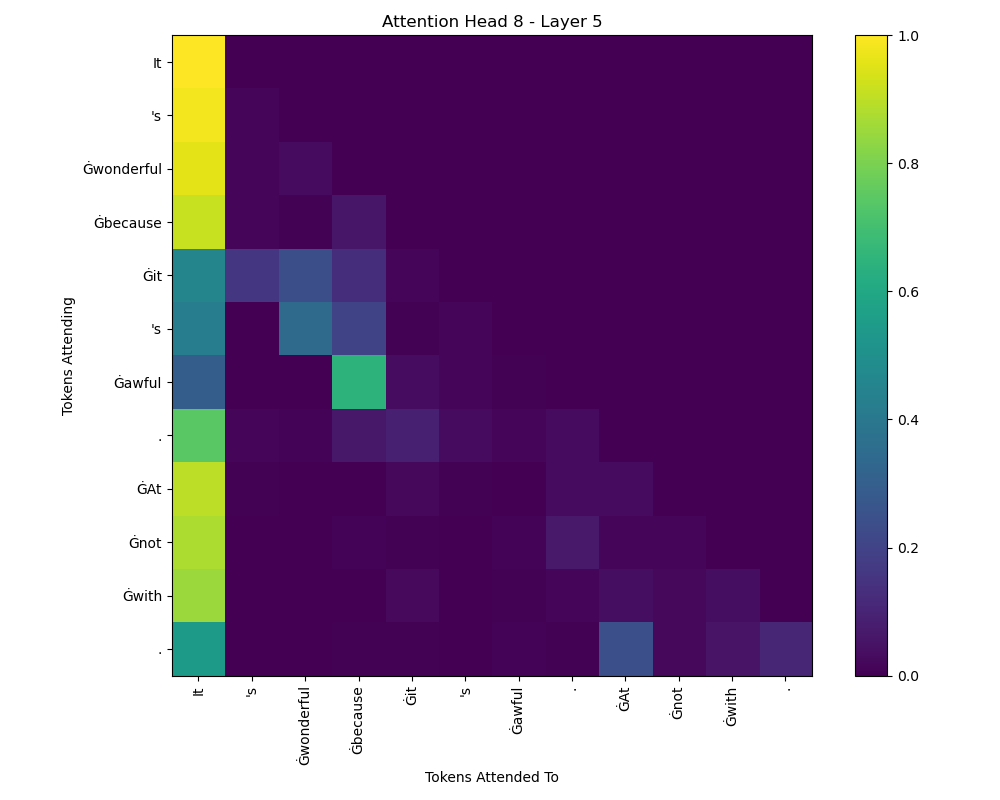 Attention Head 8 - Layer 5
Tokens Attending
It
's
Ġwonderful
Ġbecause
Ġit
's
Ġawful
.
ĠAt
Ġnot
Ġwith
.
It
's
Ġwonderful
Ġbecause
Ġit
's
Ġawful
.
ĠAt
Ġnot
Ġwith
.
Tokens Attended To
1.0
0.8
0.6
0.4
0.2
0.0